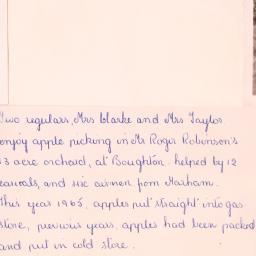 Two regulars, Mrs Clarke and Mrs Taylor
enjoy apple picking in Mr Roger Robinson's
3 acre orchard, at Boughton. helped by 12
casuals, and six airmen from Marham.
This year 1965, apples put straight into gas
store, previous years, apples had been packed
and put in cold store.